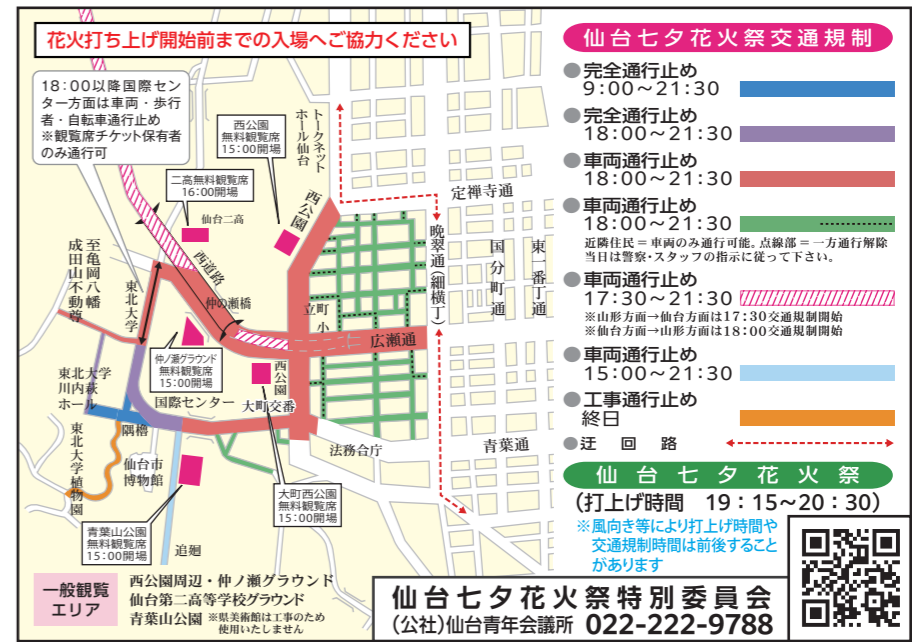 花火打ち上げ開始前までの入場へご協力ください
18:00以降国際セン
ター方面は車両・歩行
者・自転車通行止め
※観覧席チケット保有者
のみ通行可
西公園
無料観覧席
15:00開場
トークネット
ホール仙台
二高無料観覧席
16:00開場
仙台二高
西公園
定禅寺通
晩翠通(細横丁)
国分町通
東一番丁通
至亀岡八幡
成田山不動尊
東北大学
西道路
仲の瀬橋
立町小
広瀬通
仲ノ瀬グラウンド
無料観覧席
15:00開場
西公園
東北大学
川内萩
ホール
国際センター
大町交番
隅櫓
東北大学植物園
仙台市
博物館
法務合庁
青葉通
大町西公園
無料観覧席
15:00開場
青葉山公園
無料観覧席
15:00開場
追廻
一般観覧
エリア
西公園周辺・仲ノ瀬グラウンド
仙台第二高等学校グラウンド
青葉山公園 ※県美術館は工事のため
使用いたしません
仙台七夕花火祭交通規制
●完全通行止め
9:00〜21:30
●完全通行止め
18:00〜21:30
●車両通行止め
18:00〜21:30
●車両通行止め
18:00〜21:30
近隣住民=車両のみ通行可能。点線部=一方通行解除
当日は警察・スタッフの指示に従って下さい。
●車両通行止め
17:30〜21:30
※山形方面→仙台方面は17:30交通規制開始
※仙台方面→山形方面は18:00交通規制開始
●車両通行止め
15:00〜21:30
●工事通行止め
終日
●迂回路
仙台七夕花火祭
(打上げ時間 19:15〜20:30)
※風向き等により打上げ時間や
交通規制時間は前後すること
があります
仙台七夕花火祭特別委員会
(公社)仙台青年会議所 022-222-9788